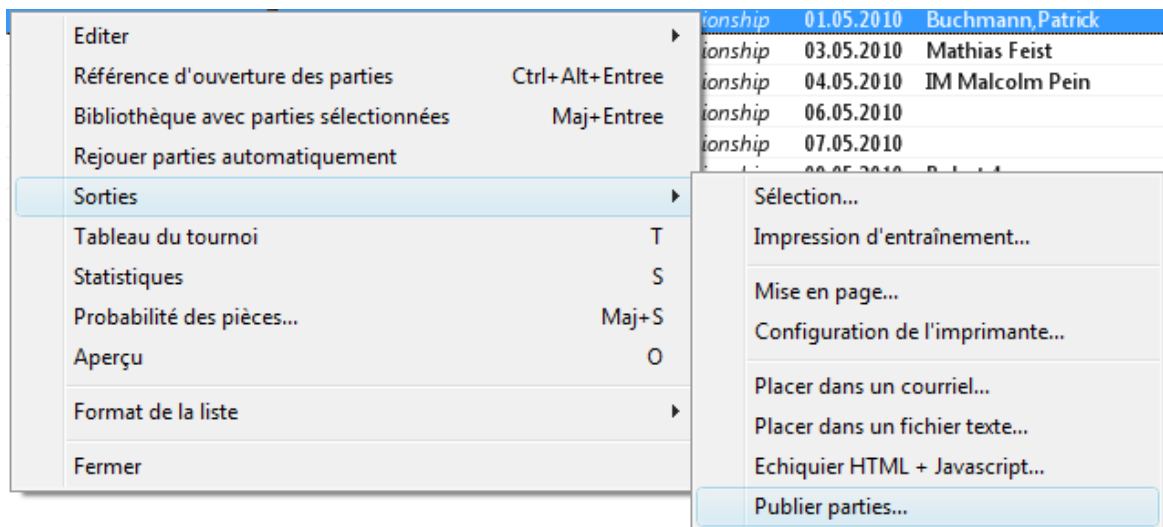 ionship 01.05.2010 Buchmann,Patrick
Editer
ionship 03.05.2010 Mathias Feist
Référence d'ouverture des parties Ctrl+Alt+Entree
ionship 04.05.2010 IM Malcolm Pein
Bibliothèque avec parties sélectionnées Maj+Entree
ionship 06.05.2010
Rejouer parties automatiquement
ionship 07.05.2010
Sorties
Tableau du tournoi T
Statistiques S
Probabilité des pièces... Maj+S
Aperçu O
Format de la liste
Fermer
Sélection...
Impression d'entraînement...
Mise en page...
Configuration de l'imprimante...
Placer dans un courriel...
Placer dans un fichier texte...
Echiquier HTML + Javascript...
Publier parties...